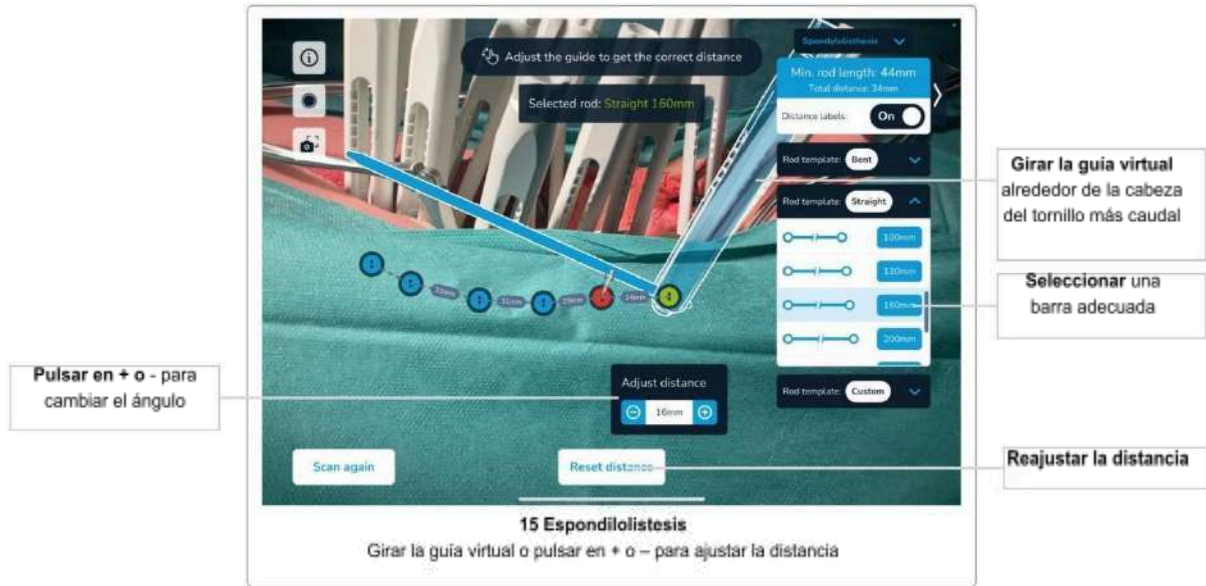 Spondylolisthesis
Adjust the guide to get the correct distance
Min. rod length: 44mm
Total distance: 34mm
Selected rod: Straight 160mm
Distance labels:
On
Rod template: Bent
Girar la guía virtual
alrededor de la cabeza
del tornillo más caudal
Rod template: Straight
100mm
130mm
Seleccionar una
barra adecuada
160mm
31mm
200mm
Pulsar en + o - para
cambiar el ángulo
Adjust distance
16mm
Rod template: Custom
Scan again
Reset distance
Reajustar la distancia
15 Espondilolistesis
Girar la guía virtual o pulsar en + o – para ajustar la distancia